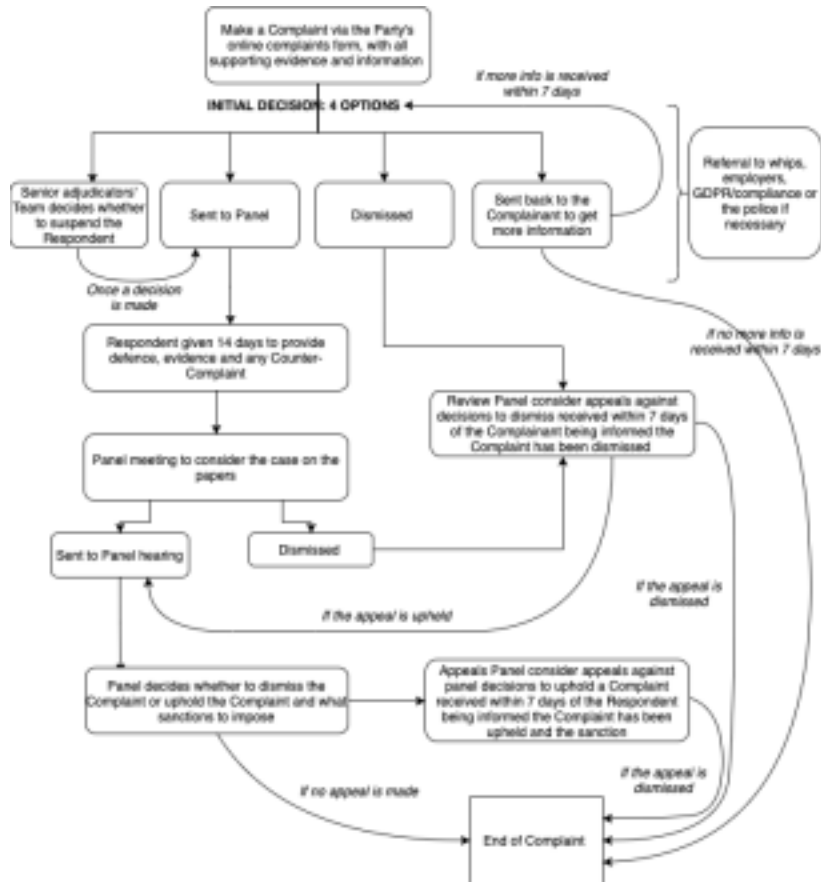 Make a Complaint via the Party's
online complaints form, with all
supporting evidence and information
If more info is received
within 7 days
INITIAL DECISION: 4 OPTIONS
Senior adjudicators'
Team decides whether
to suspend the
Respondent
Sent to Panel
Dismissed
Sent back to the
Complainant to get
more information
Referral to whips,
employers,
GDPR/compliance or
the police if
necessary
Once a decision
is made
If no more info is
received within 7 days
Respondent given 14 days to provide
defence, evidence and any Counter-
Complaint
Review Panel consider appeals against
decisions to dismiss received within 7 days
of the Complainant being informed the
Complaint has been dismissed
Panel meeting to consider the case on the
papers
Sent to Panel hearing
Dismissed
If the appeal is upheld
If the appeal is
dismissed
Panel decides whether to dismiss the
Complaint or uphold the Complaint and what
sanctions to impose
Appeals Panel consider appeals against
panel decisions to uphold a Complaint
received within 7 days of the Respondent
being informed the Complaint has been
upheld and the sanction
If the appeal is
dismissed
If no appeal is made
End of Complaint